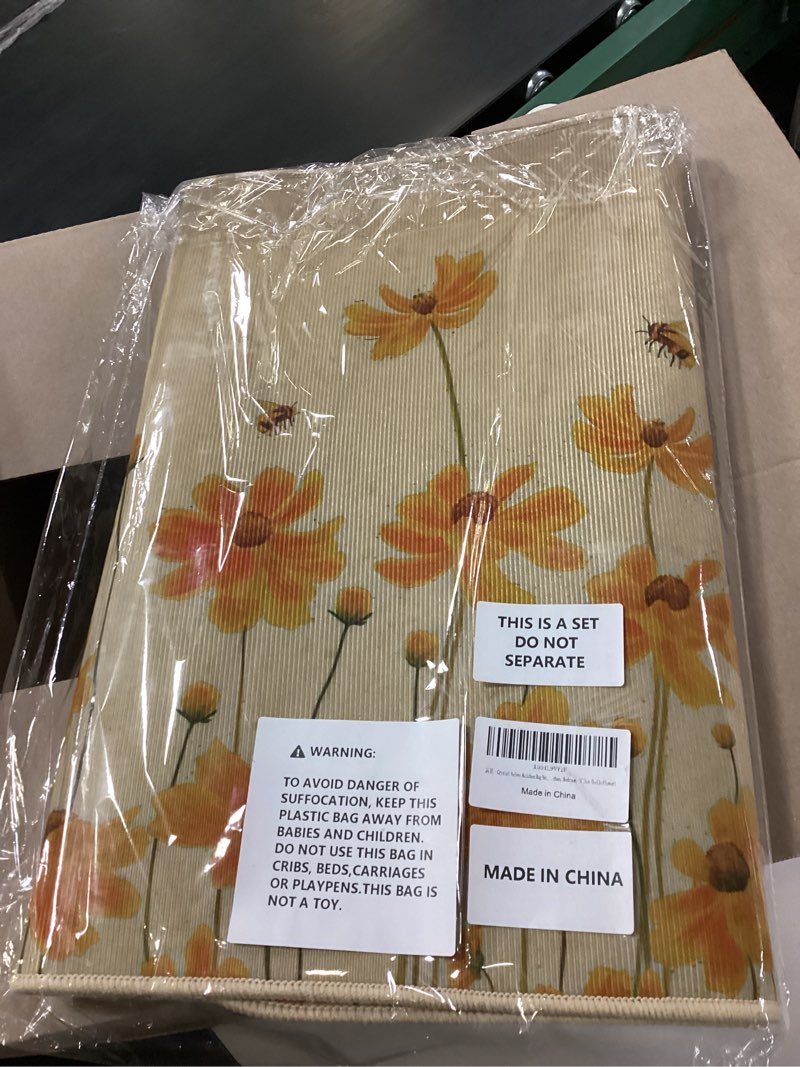 THIS IS A SET
DO NOT
SEPARATE
WARNING:
TO AVOID DANGER OF
SUFFOCATION, KEEP THIS
PLASTIC BAG AWAY FROM
BABIES AND CHILDREN.
DO NOT USE THIS BAG IN
CRIBS, BEDS,CARRIAGES
OR PLAYPENS.THIS BAG IS
NOT A TOY.
Made in China
MADE IN CHINA